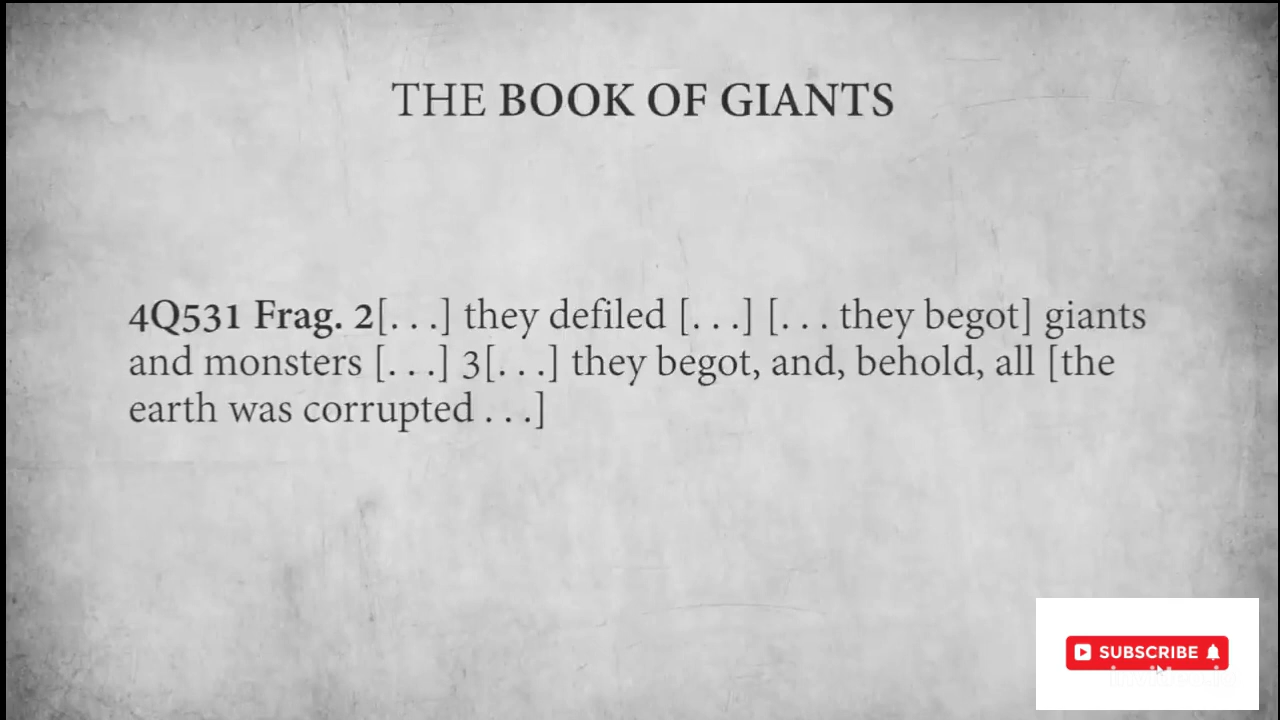 THE BOOK OF GIANTS
4Q531 Frag. 2[. . .] they defiled [. . .] [. . . they begot] giants
and monsters [. . .] 3[. . .] they begot, and, behold, all [the
earth was corrupted . . .]
SUBSCRIBE